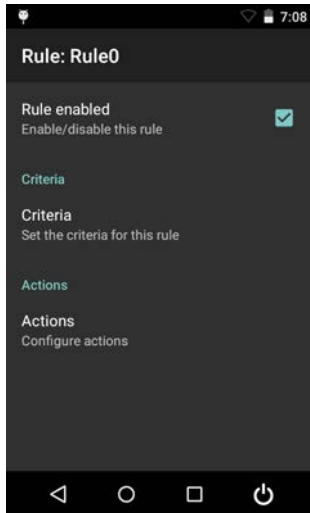 7:08
Rule: Rule0
Rule enabled
Enable/disable this rule
Criteria
Criteria
Set the criteria for this rule
Actions
Actions
Configure actions